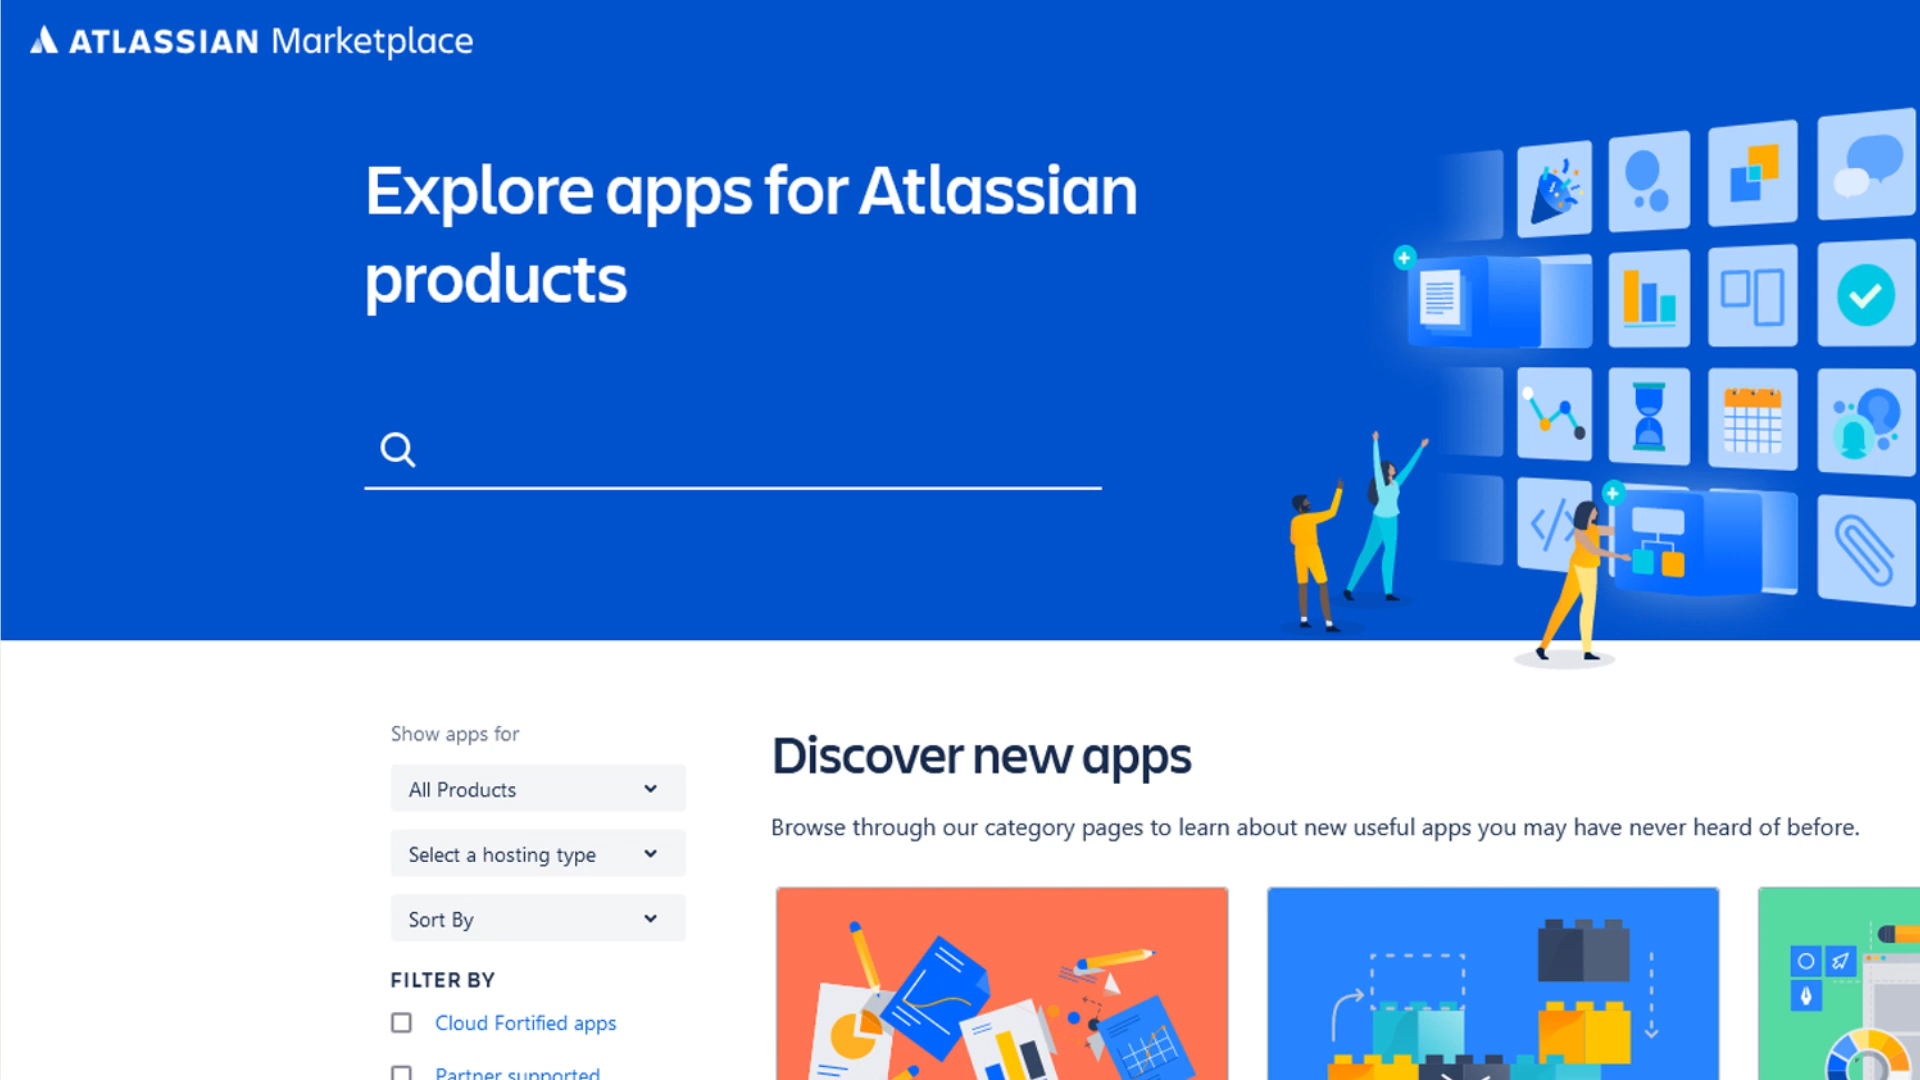 ATLASSIAN Marketplace
Explore apps for Atlassian
products
Show apps for
All Products
Select a hosting type
Sort By
FILTER BY
Cloud Fortified apps
Partner supported
Discover new apps
Browse through our category pages to learn about new useful apps you may have never heard of before.